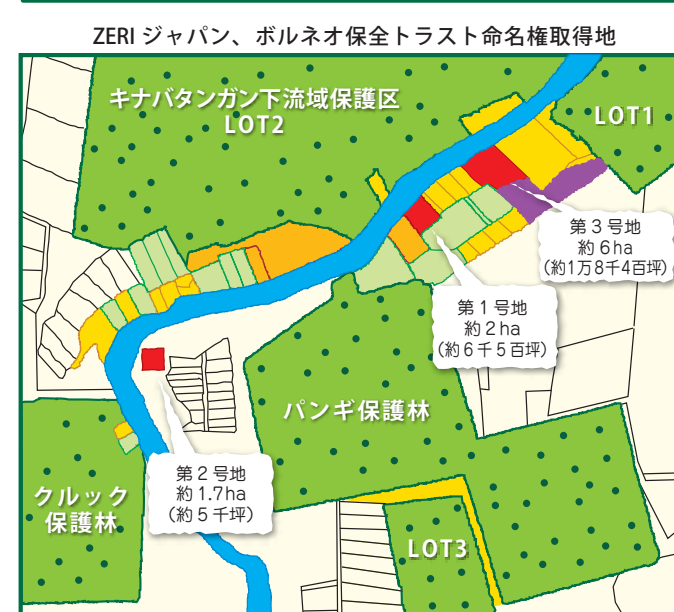 ZERI ジャパン、ボルネオ保全トラスト命名権取得地
キナバタンガン下流域保護区
LOT2
LOT1
第３号地
約６ha
（約1万８千４百坪）
第１号地
約２ha
（約６千５百坪）
パンギ保護林
第２号地
約 1.7ha
（約５千坪）
クルック
保護林
LOT3